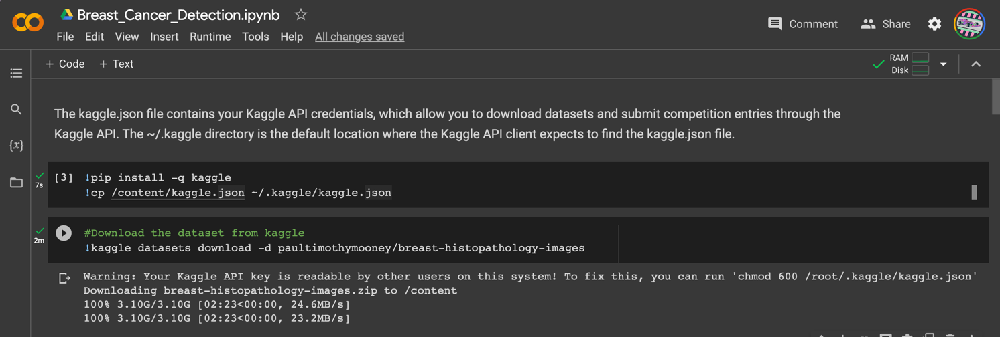 Breast_Cancer_Detection.ipynb
Comment Share
File Edit View Insert Runtime Tools Help All changes saved
+ Code + Text
RAM
Disk
The kaggle.json file contains your Kaggle API credentials, which allow you to download datasets and submit competition entries through the
Kaggle API. The ~/.kaggle directory is the default location where the Kaggle API client expects to find the kaggle.json file.
[3] !pip install -q kaggle
7s
!cp /content/kaggle.json ~/.kaggle/kaggle.json
#Download the dataset from kaggle
2m
!kaggle datasets download -d paultimothymooney/breast-histopathology-images
Warning: Your Kaggle API key is readable by other users on this system! To fix this, you can run 'chmod 600 /root/.kaggle/kaggle.json'
Downloading breast-histopathology-images.zip to /content
100% 3.10G/3.10G [02:23<00:00, 24.6MB/s]
100% 3.10G/3.10G [02:23<00:00, 23.2MB/s]